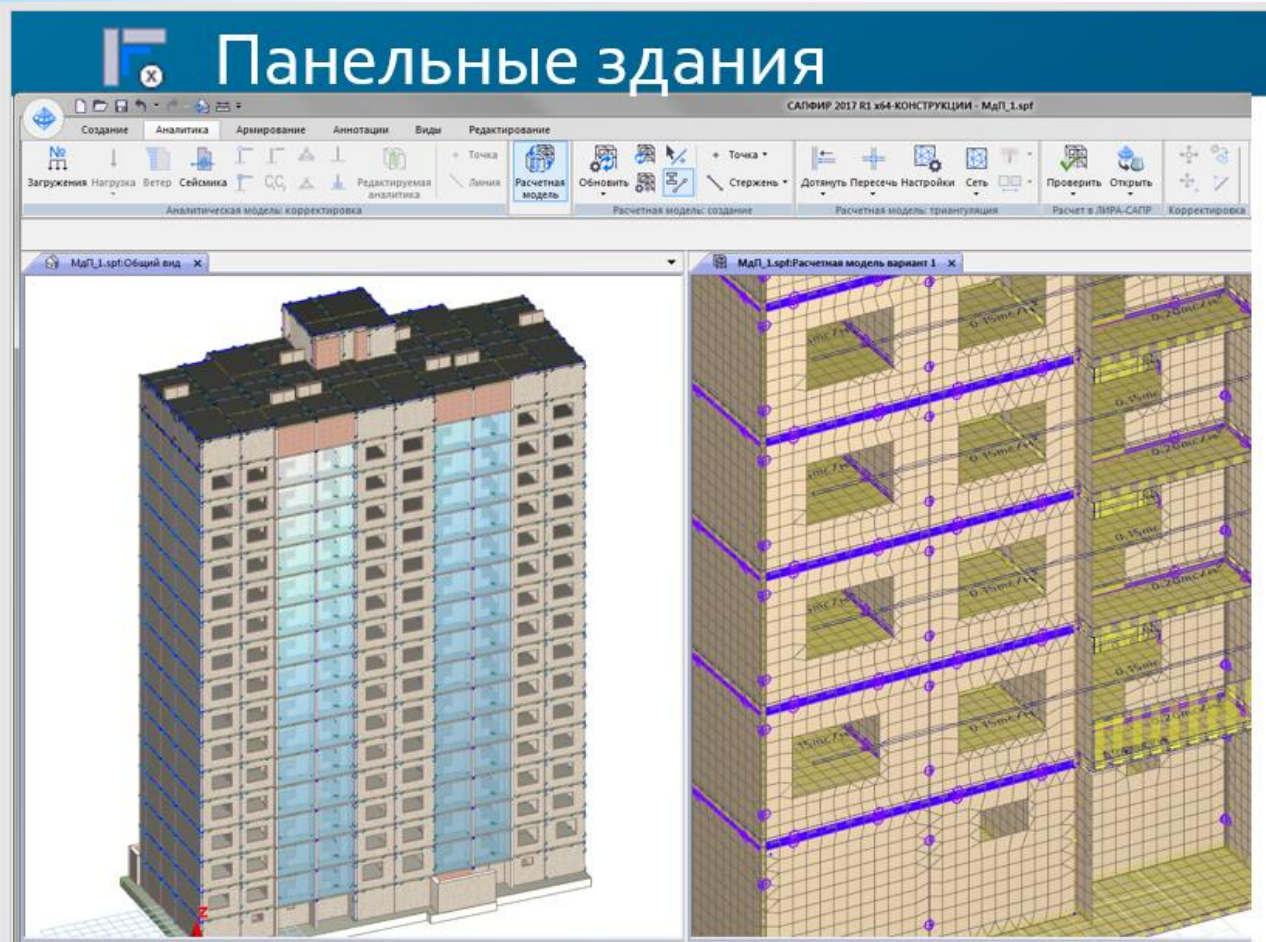 Панельные здания
САПФИР 2017 R1 x64-КОНСТРУКЦИИ - МдП_1.spf
Создание Аналитика Армирование Аннотации Виды Редактирование
№ Точка Точка
Загружения Нагрузка Ветер Сейсмика Редактируемая аналитика Линия Расчетная модель Обновить Стержень Дотянуть Пересечь Настройки Сеть Проверить Открыть
Аналитическая модель: корректировка Расчетная модель: создание Расчетная модель: триангуляция Расчет в ЛИРА-САПР Корректировка
МдП_1.spf:Общий вид x МдП_1.spf:Расчетная модель вариант 1 x
Z